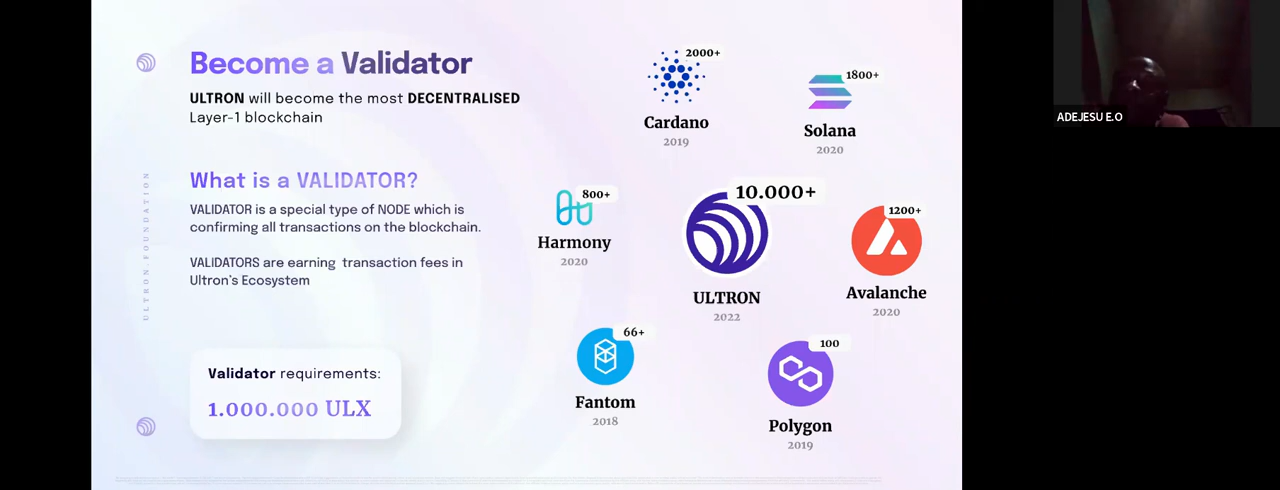 Become a Validator
ULTRON will become the most DECENTRALISED
Layer-1 blockchain
What is a VALIDATOR?
VALIDATOR is a special type of NODE which is
confirming all transactions on the blockchain.
VALIDATORS are earning transaction fees in
Ultron's Ecosystem
Validator requirements:
1.000.000 ULX
ULTRON.FOUNDATION
2000+
Cardano
2019
1800+
Solana
2020
800+
Harmony
2020
10.000+
ULTRON
2022
1200+
Avalanche
2020
66+
Fantom
2018
100
Polygon
2019
ADEJESU E.O